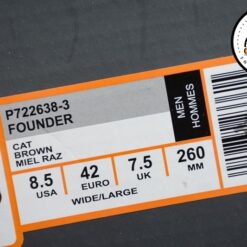 P722638-3
FOUNDER
CAT
BROWN
MIEL RAZ
MEN
HOMMES
8.5 42 7.5 260
USA EURO UK MM
WIDE/LARGE